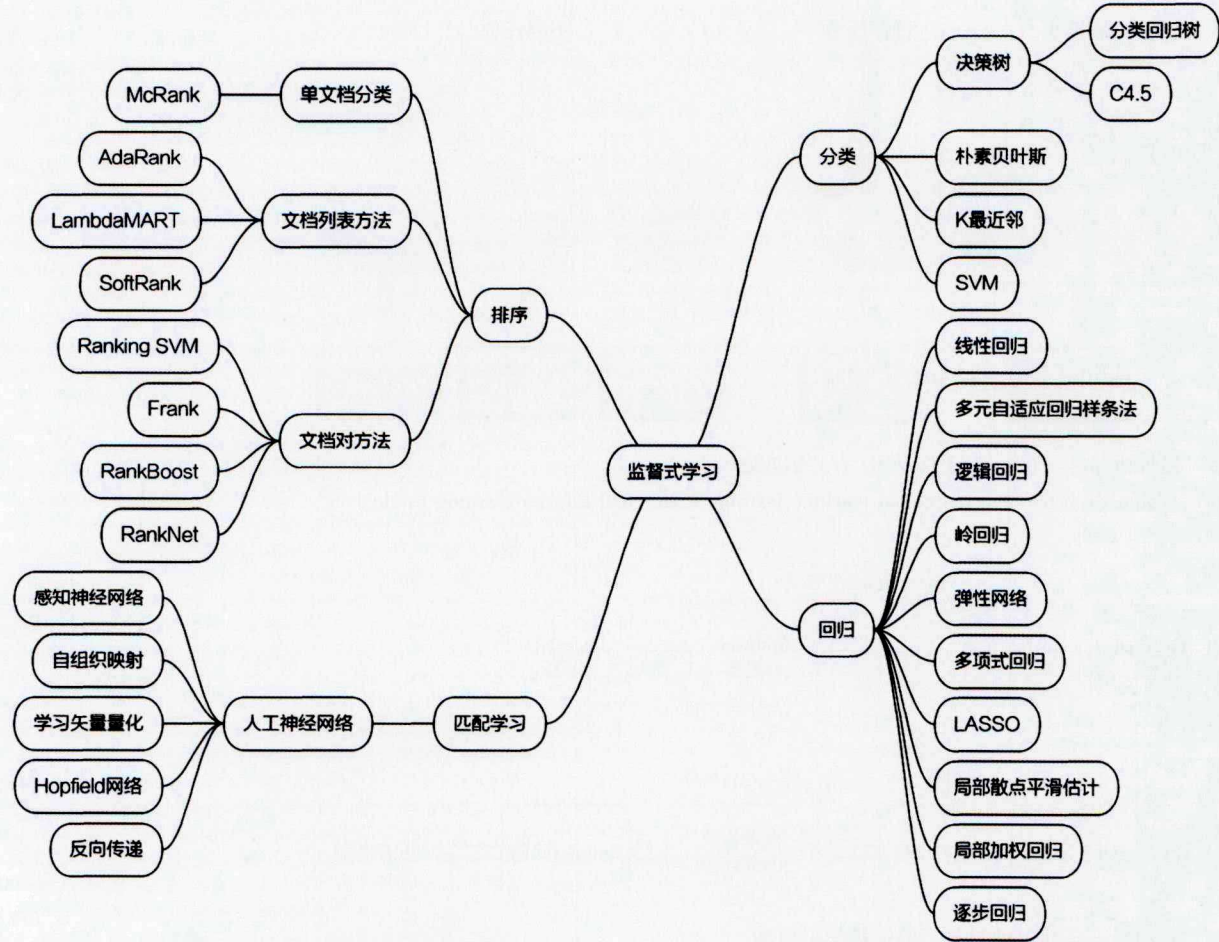 监督式学习
分类
决策树
分类回归树
C4.5
朴素贝叶斯
K最近邻
SVM
回归
线性回归
多元自适应回归样条法
逻辑回归
岭回归
弹性网络
多项式回归
LASSO
局部散点平滑估计
局部加权回归
逐步回归
排序
单文档分类
McRank
文档列表方法
AdaRank
LambdaMART
SoftRank
文档对方法
Ranking SVM
Frank
RankBoost
RankNet
匹配学习
人工神经网络
感知神经网络
自组织映射
学习矢量量化
Hopfield网络
反向传递